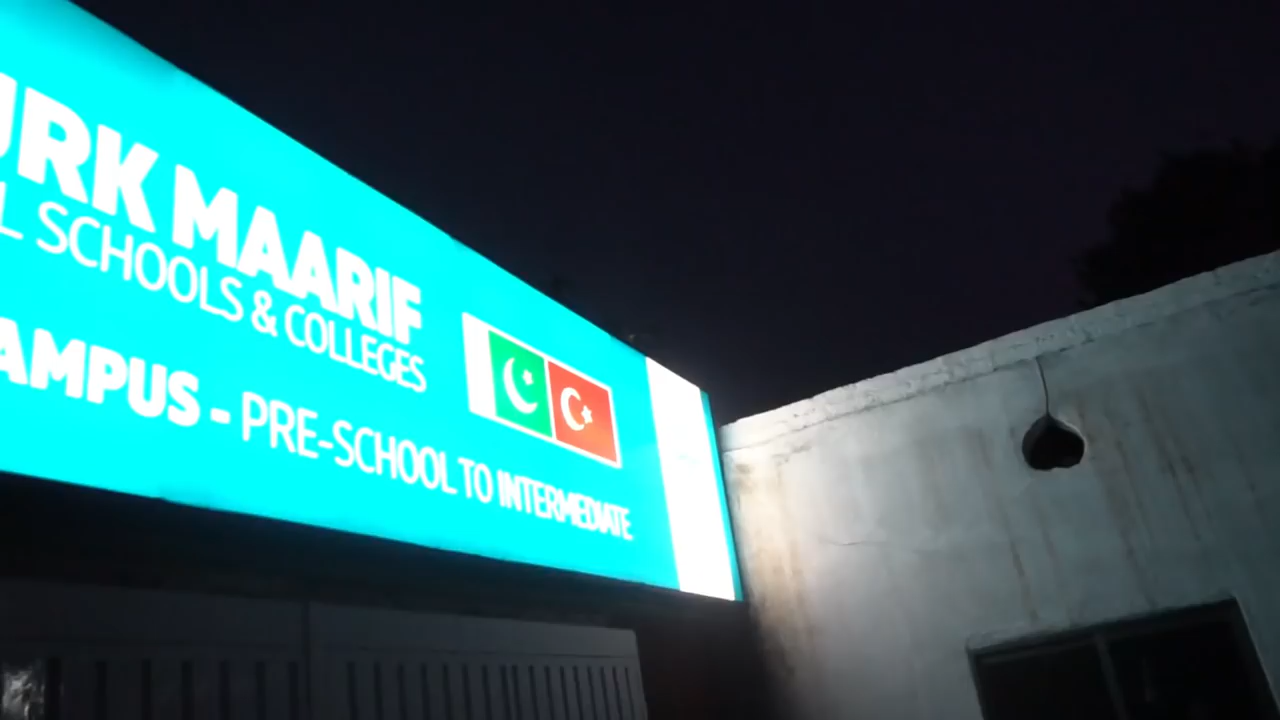 URK MAARIF
L SCHOOLS & COLLEGES
AMPUS - PRE-SCHOOL TO INTERMEDIATE